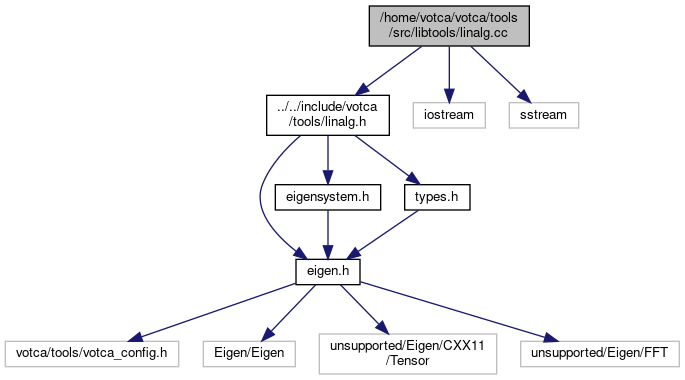 /home/votca/votca/tools
/src/libtools/linalg.cc
../../include/votca
/tools/linalg.h
iostream
sstream
eigensystem.h
types.h
eigen.h
votca/tools/votca_config.h
Eigen/Eigen
unsupported/Eigen/CXX11
/Tensor
unsupported/Eigen/FFT